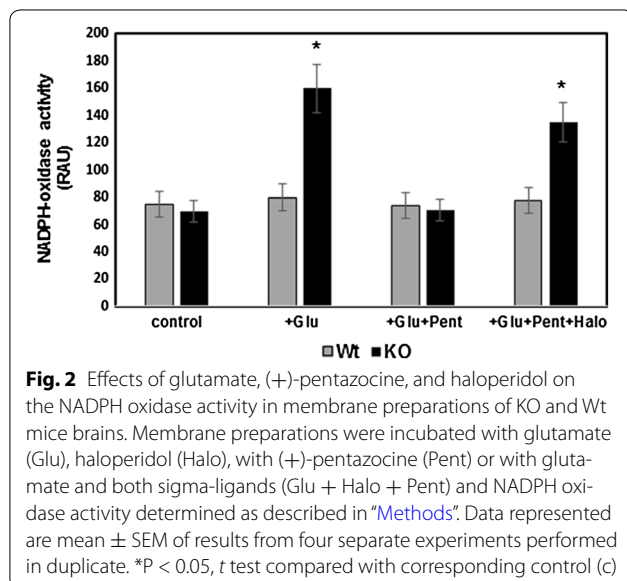 200
180
160
140
120
100
80
60
40
20
0
NADPH-oxidase activity
(RAU)
*
*
control +Glu +Glu+Pent +Glu+Pent+Halo
Wt KO
Fig. 2 Effects of glutamate, (+)-pentazocine, and haloperidol on
the NADPH oxidase activity in membrane preparations of KO and Wt
mice brains. Membrane preparations were incubated with glutamate
(Glu), haloperidol (Halo), with (+)-pentazocine (Pent) or with gluta-
mate and both sigma-ligands (Glu + Halo + Pent) and NADPH oxi-
dase activity determined as described in “Methods”. Data represented
are mean ± SEM of results from four separate experiments performed
in duplicate. *P < 0.05, t test compared with corresponding control (c)